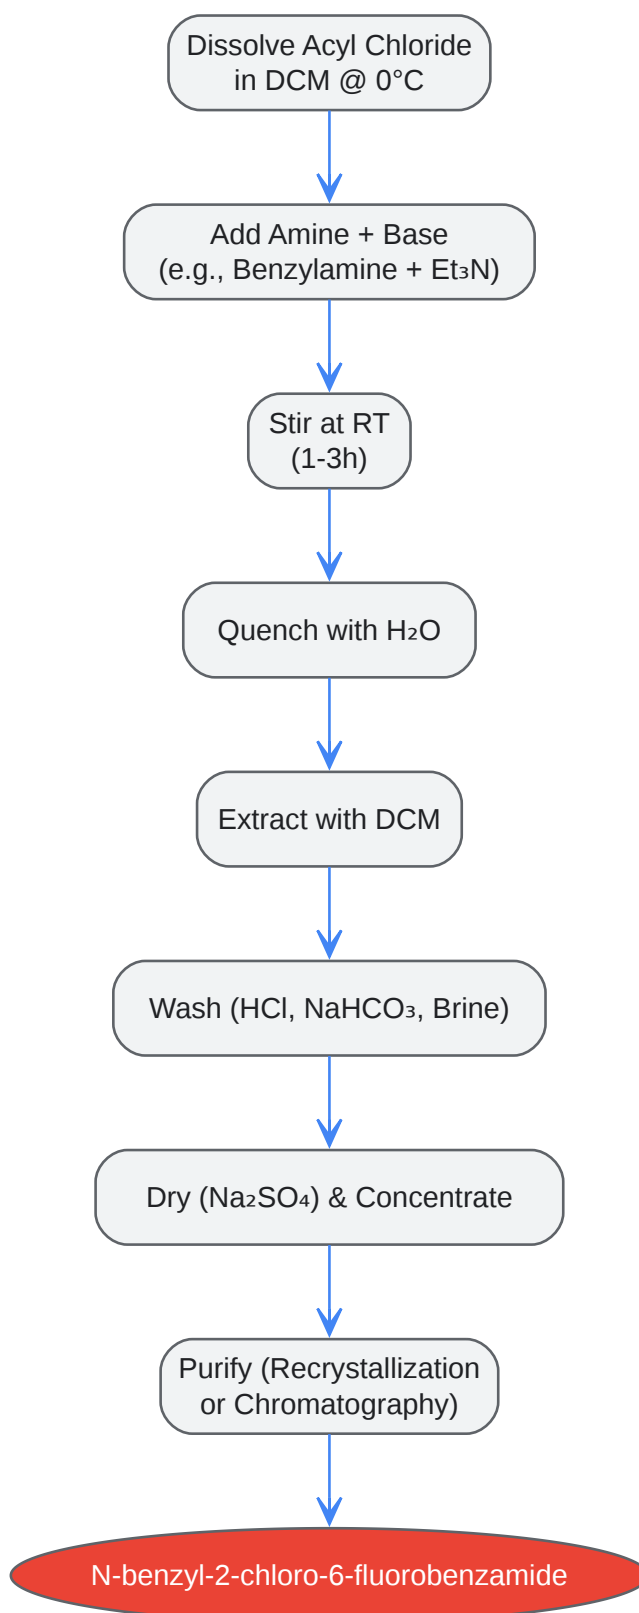 Dissolve Acyl Chloride
in DCM @ 0°C
Add Amine + Base
(e.g., Benzylamine + Et₃N)
Stir at RT
(1-3h)
Quench with H₂O
Extract with DCM
Wash (HCl, NaHCO₃, Brine)
Dry (Na₂SO₄) & Concentrate
Purify (Recrystallization
or Chromatography)
N-benzyl-2-chloro-6-fluorobenzamide